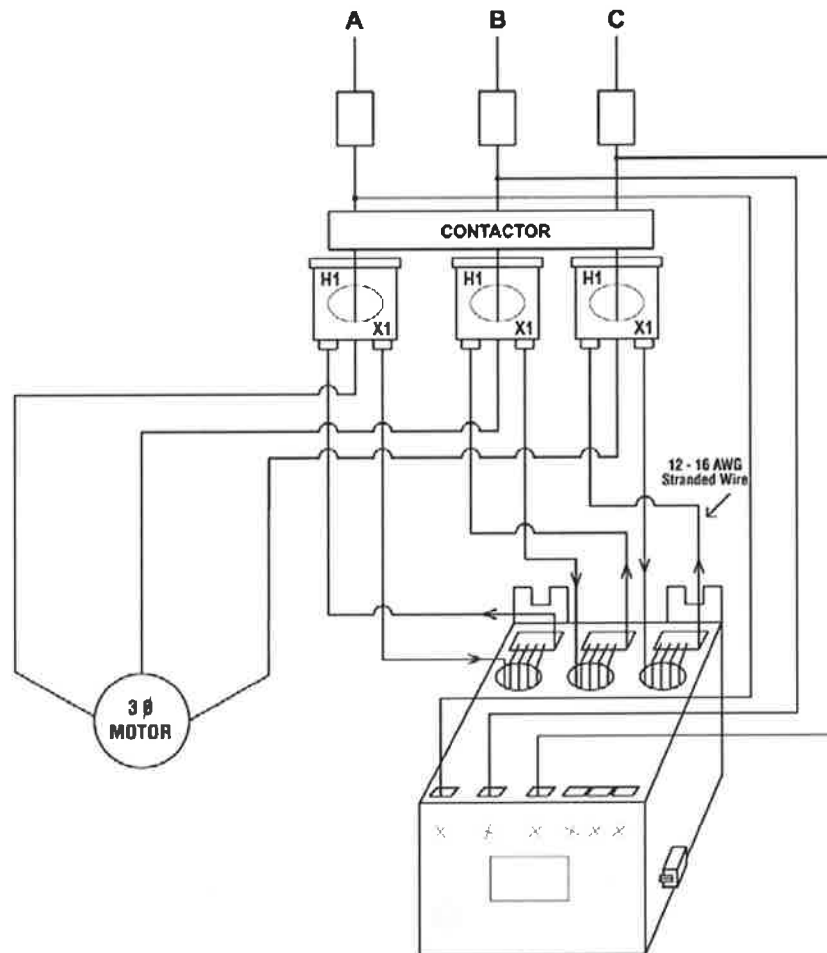 A B C
CONTACTOR
H1 H1 H1
X1 X1 X1
12 - 16 AWG
Stranded Wire
3 ø
MOTOR